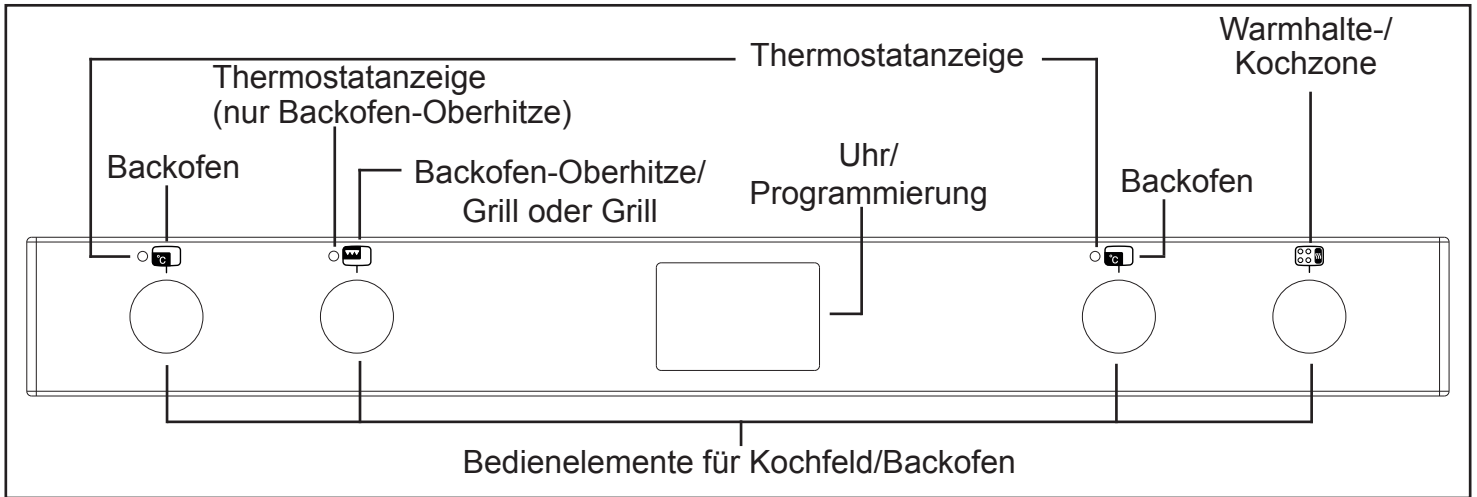 Warmhalte-/
Kochzone
Thermostatanzeige
Thermostatanzeige
(nur Backofen-Oberhitze)
Backofen
Backofen-Oberhitze/
Grill oder Grill
Uhr/
Programmierung
Backofen
°C
°C
Bedienelemente für Kochfeld/Backofen